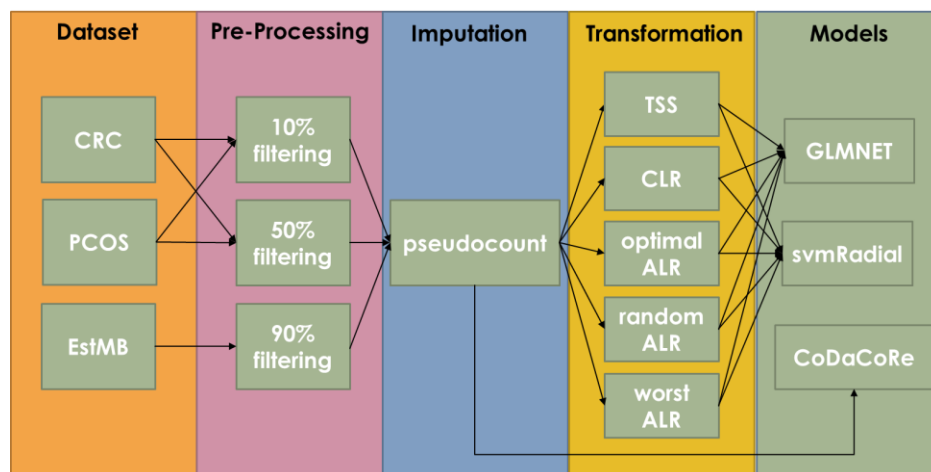 Dataset
Pre-Processing
Imputation
Transformation
Models
CRC
PCOS
EstMB
10%
filtering
50%
filtering
90%
filtering
pseudocount
TSS
CLR
optimal
ALR
random
ALR
worst
ALR
GLMNET
svmRadial
CoDaCoRe